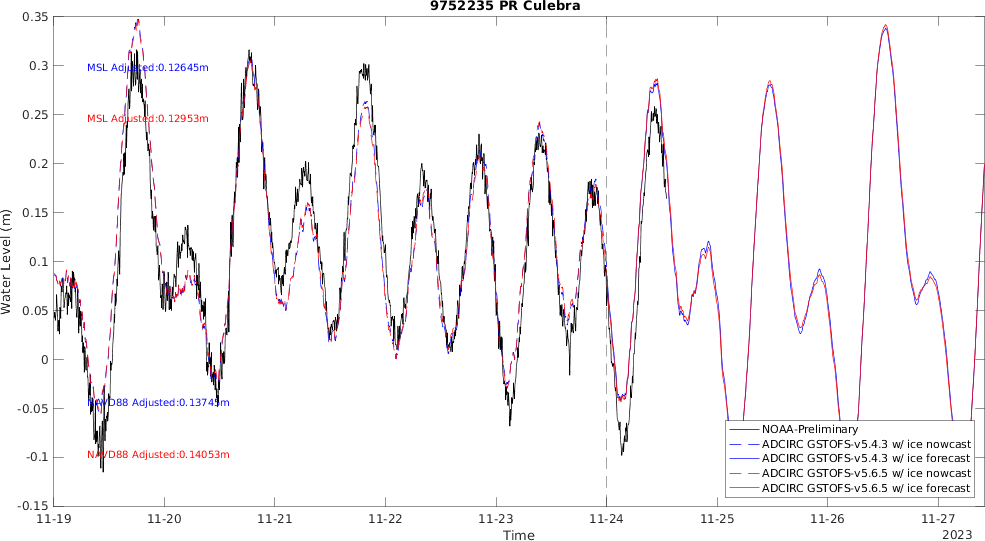 9752235 PR Culebra
0.35
0.3
0.25
0.2
0.15
0.1
0.05
0
-0.05
-0.1
-0.15
Water Level (m)
MSL Adjusted:0.12645m
MSL Adjusted:0.12953m
NAVD88 Adjusted:0.13745m
NAVD88 Adjusted:0.14053m
NOAA-Preliminary
ADCIRC GSTOFS-v5.4.3 w/ ice nowcast
ADCIRC GSTOFS-v5.4.3 w/ ice forecast
ADCIRC GSTOFS-v5.6.5 w/ ice nowcast
ADCIRC GSTOFS-v5.6.5 w/ ice forecast
11-19 11-20 11-21 11-22 11-23 11-24 11-25 11-26 11-27
Time
2023